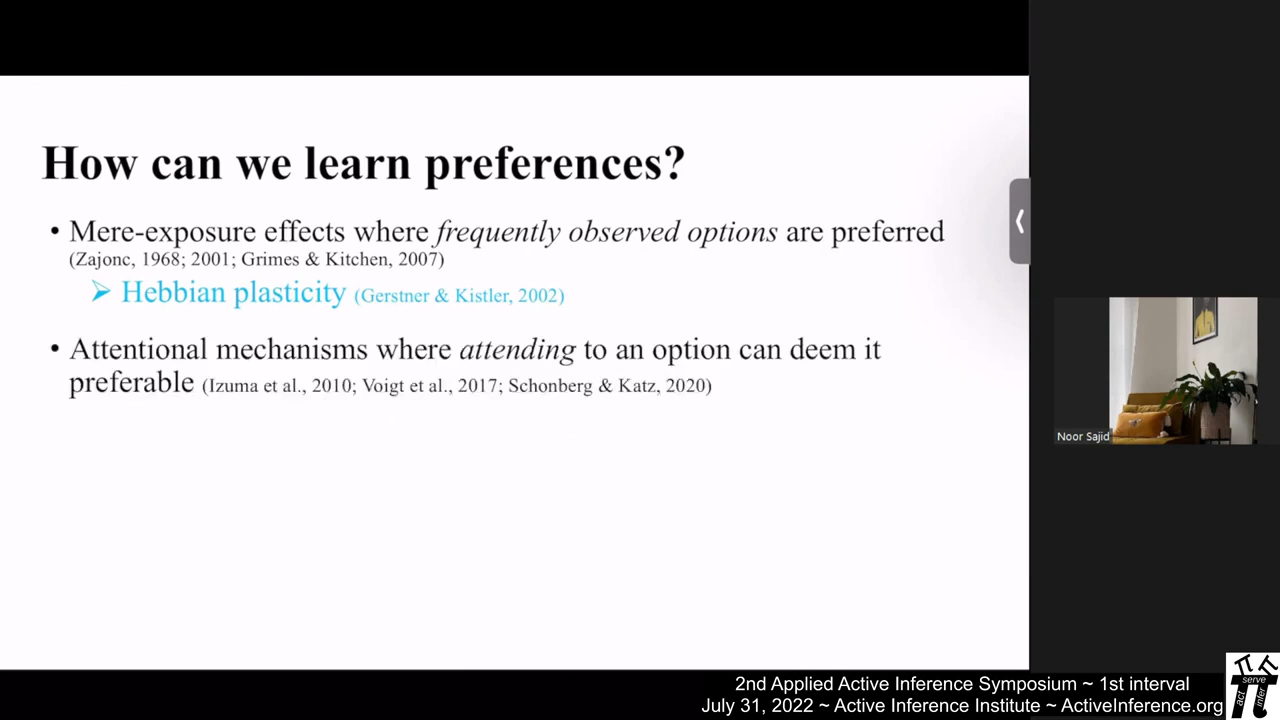 How can we learn preferences?
• Mere-exposure effects where frequently observed options are preferred
(Zajonc, 1968; 2001; Grimes & Kitchen, 2007)
➢ Hebbian plasticity (Gerstner & Kistler, 2002)
• Attentional mechanisms where attending to an option can deem it
preferable (Izuma et al., 2010; Voigt et al., 2017; Schonberg & Katz, 2020)
Noor Sajid
2nd Applied Active Inference Symposium ~ 1st interval
July 31, 2022 ~ Active Inference Institute ~ ActiveInference.org
serve
act
infer